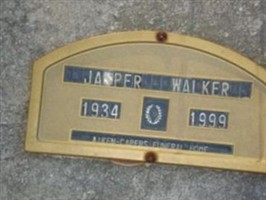 JASPER WALKER
1934 1999
AIKEN-CAPERS FUNERAL HOME